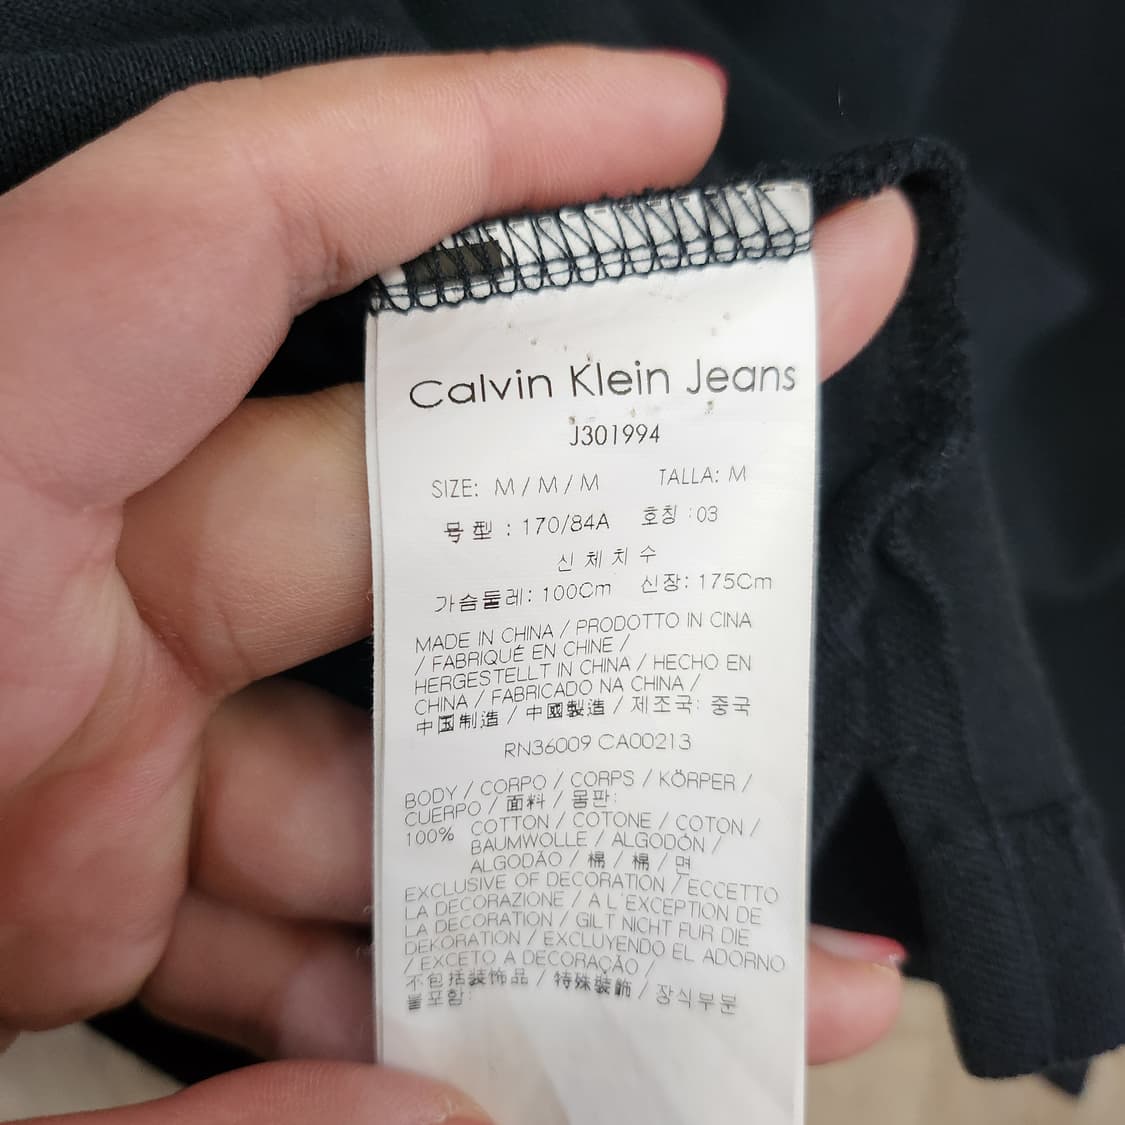 Calvin Klein Jeans
J301994
SIZE: M / M / M TALLA: M
号型 : 170/84A 호칭 : 03
신체치수
가슴둘레: 100Cm 신장: 175Cm
MADE IN CHINA / PRODOTTO IN CINA
/ FABRIQUÉ EN CHINE /
HERGESTELLT IN CHINA / HECHO EN
CHINA / FABRICADO NA CHINA /
中国制造 / 中國製造 / 제조국: 중국
RN36009 CA00213
BODY / CORPO / CORPS / KÖRPER /
CUERPO / 面料 / 몸판:
100% COTTON / COTONE / COTON /
BAUMWOLLE / ALGODÓN /
ALGODÃO / 棉 / 棉 / 면
EXCLUSIVE OF DECORATION / ECCETTO
LA DECORAZIONE / A L'EXCEPTION DE
LA DECORATION / GILT NICHT FUR DIE
DEKORATION / EXCLUYENDO EL ADORNO
/ EXCETO A DECORAÇÃO /
不包括装饰品 / 特殊裝飾 / 장식부분
불포함: